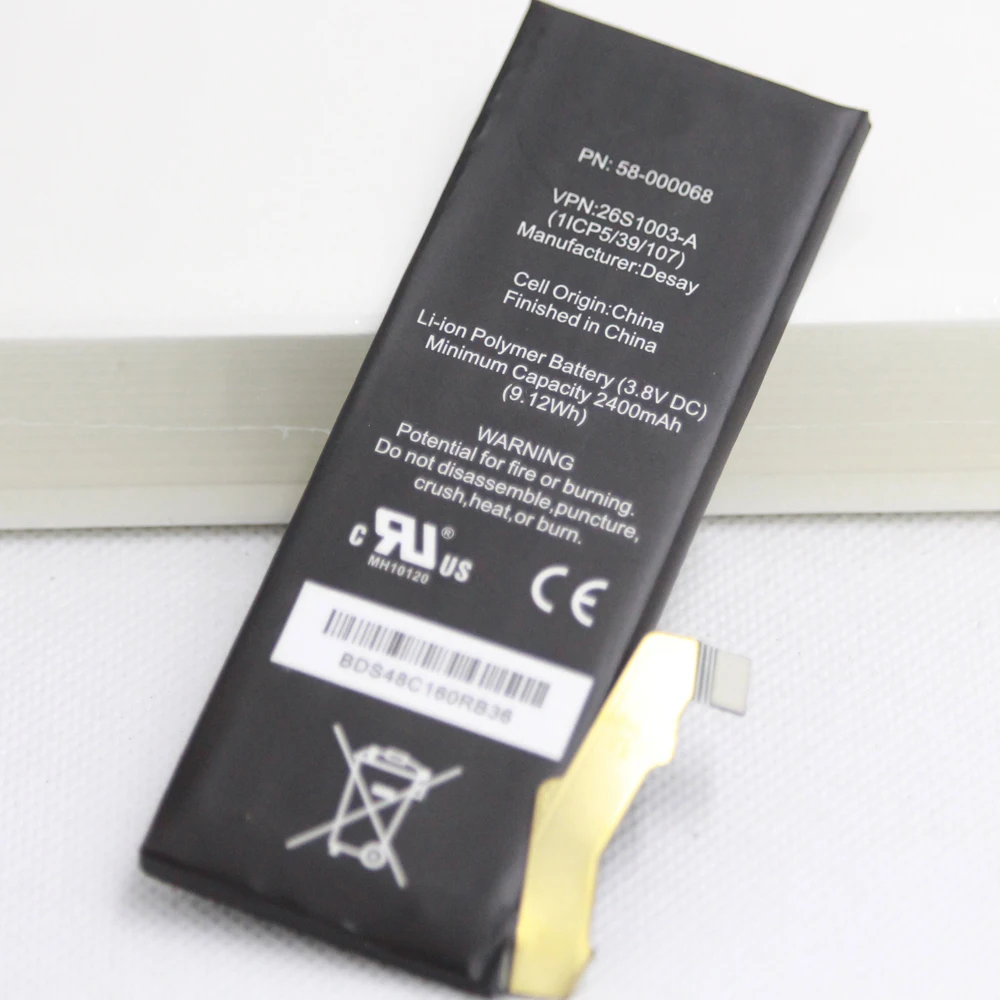 PN: 58-000068
VPN:26S1003-A
(1ICP5/39/107)
Manufacturer:Desay
Cell Origin:China
Finished in China
Li-ion Polymer Battery (3.8V DC)
Minimum Capacity 2400mAh
(9.12Wh)
WARNING
Potential for fire or burning.
Do not disassemble,puncture,
crush,heat,or burn.
c RU® US
MH10120
CE
BDS48C160RB36